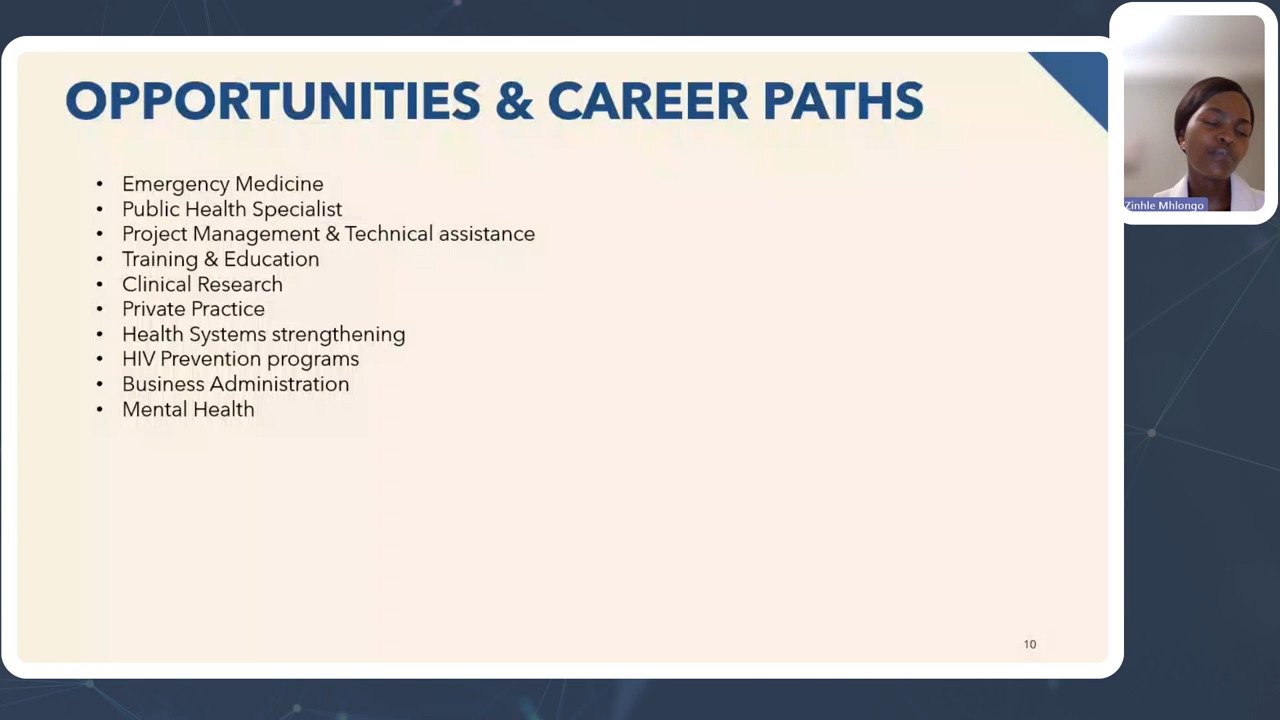 OPPORTUNITIES & CAREER PATHS
• Emergency Medicine
• Public Health Specialist
• Project Management & Technical assistance
• Training & Education
• Clinical Research
• Private Practice
• Health Systems strengthening
• HIV Prevention programs
• Business Administration
• Mental Health
10
Zinhle Mhlongo